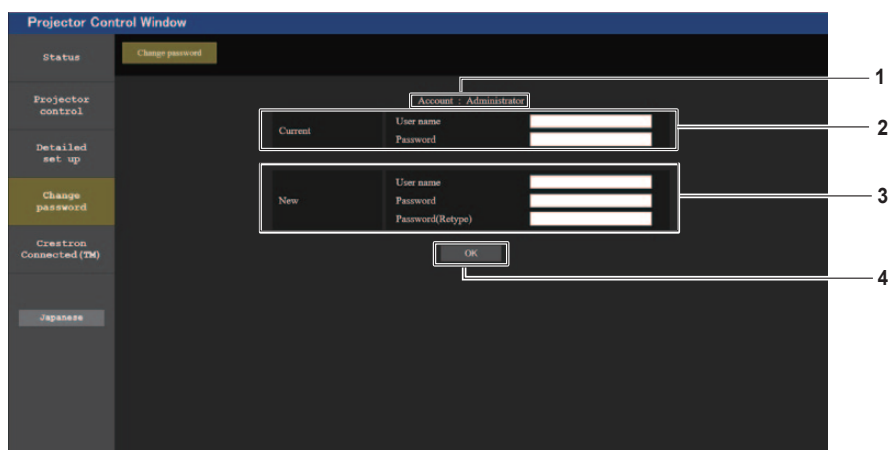 Projector Control Window
Status
Change password
1
Projector
control
Account : Administrator
Current
User name
Password
2
Detailed
set up
Change
password
New
User name
Password
Password(Retype)
3
Crestron
Connected(TM)
OK
4
Japanese